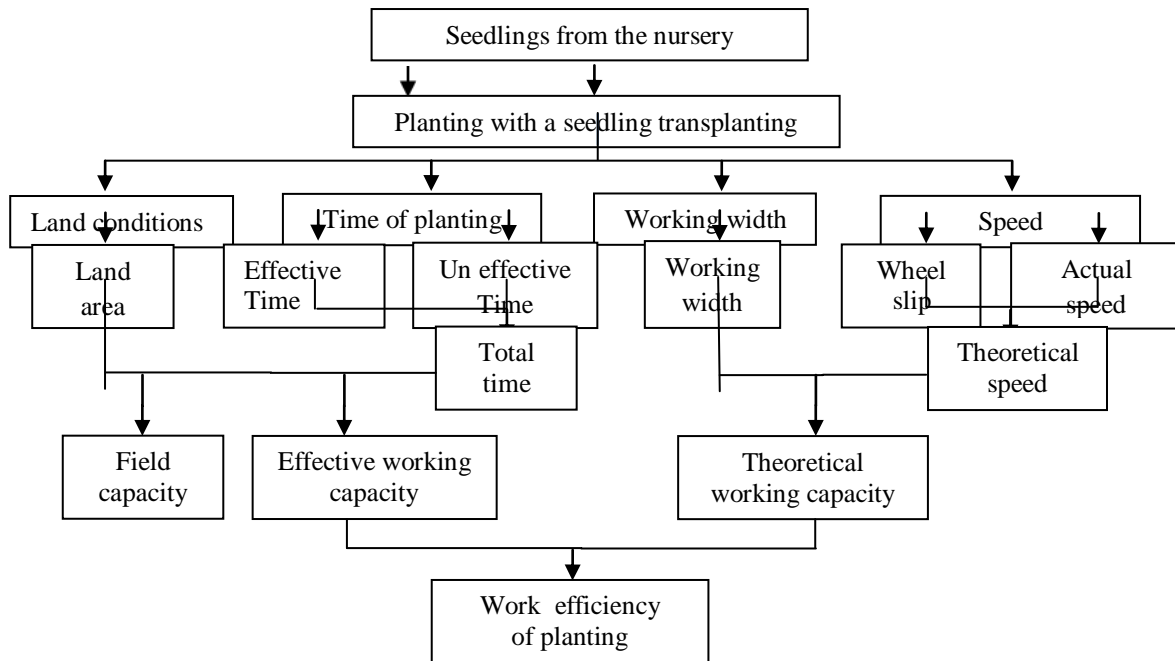 Seedlings from the nursery
Planting with a seedling transplanting
Land conditions
Time of planting
Working width
Speed
Land
area
Effective
Time
Un effective
Time
Working
width
Wheel
slip
Actual
speed
Total
time
Theoretical
speed
Field
capacity
Effective working
capacity
Theoretical
working capacity
Work efficiency
of planting